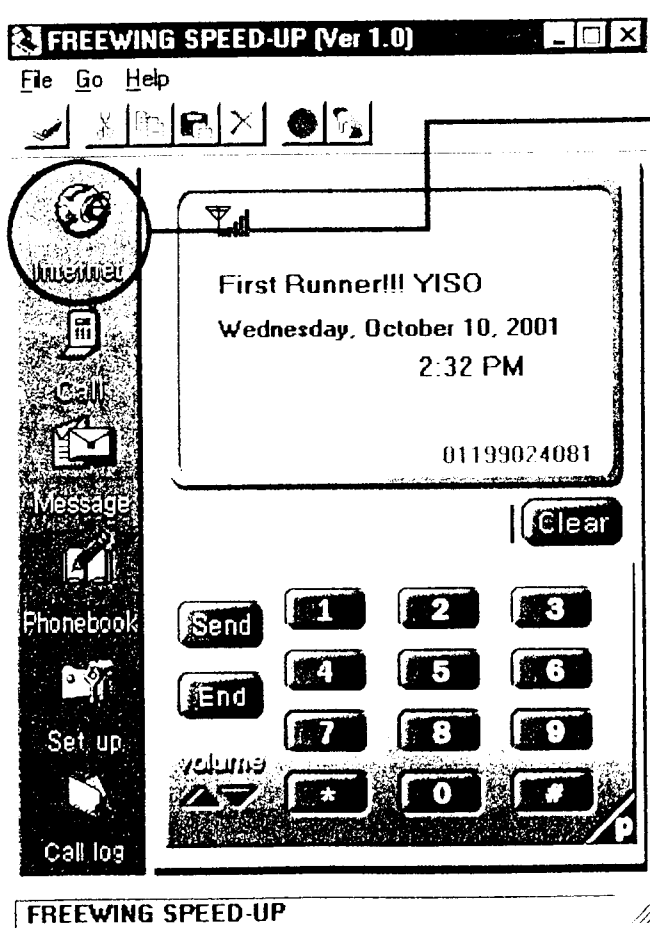 FREEWING SPEED-UP (Ver 1.0)
File Go Help
Internet
First Runner!!! YISO
Wednesday, October 10, 2001
2:32 PM
01199024081
Call
Message
Clear
Phonebook
Send
1 2 3
4 5 6
End
Set up
7 8 9
volume
* 0 #
Call log
p
FREEWING SPEED-UP